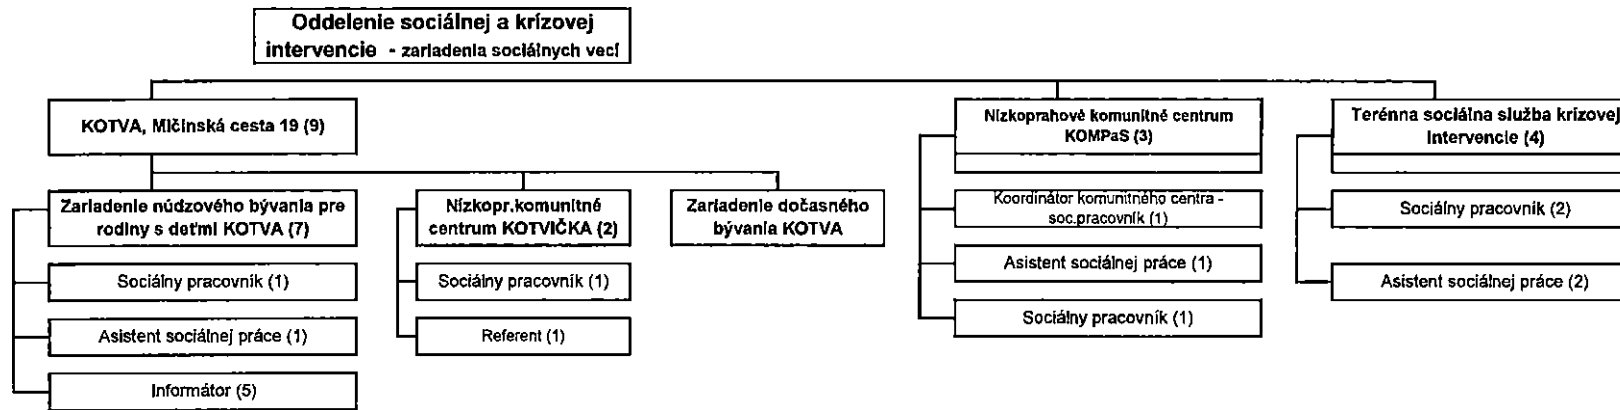 Oddelenie sociálnej a krízovej
intervencie - zariadenia sociálnych vecí
KOTVA, Mičinská cesta 19 (9)
Nízkoprahové komunitné centrum
KOMPaS (3)
Terénna sociálna služba krízovej
intervencie (4)
Zariadenie núdzového bývania pre
rodiny s deťmi KOTVA (7)
Nízkopr.komunitné
centrum KOTVIČKA (2)
Zariadenie dočasného
bývania KOTVA
Koordinátor komunitného centra -
soc.pracovník (1)
Sociálny pracovník (2)
Sociálny pracovník (1)
Sociálny pracovník (1)
Asistent sociálnej práce (1)
Asistent sociálnej práce (2)
Asistent sociálnej práce (1)
Referent (1)
Sociálny pracovník (1)
Informátor (5)